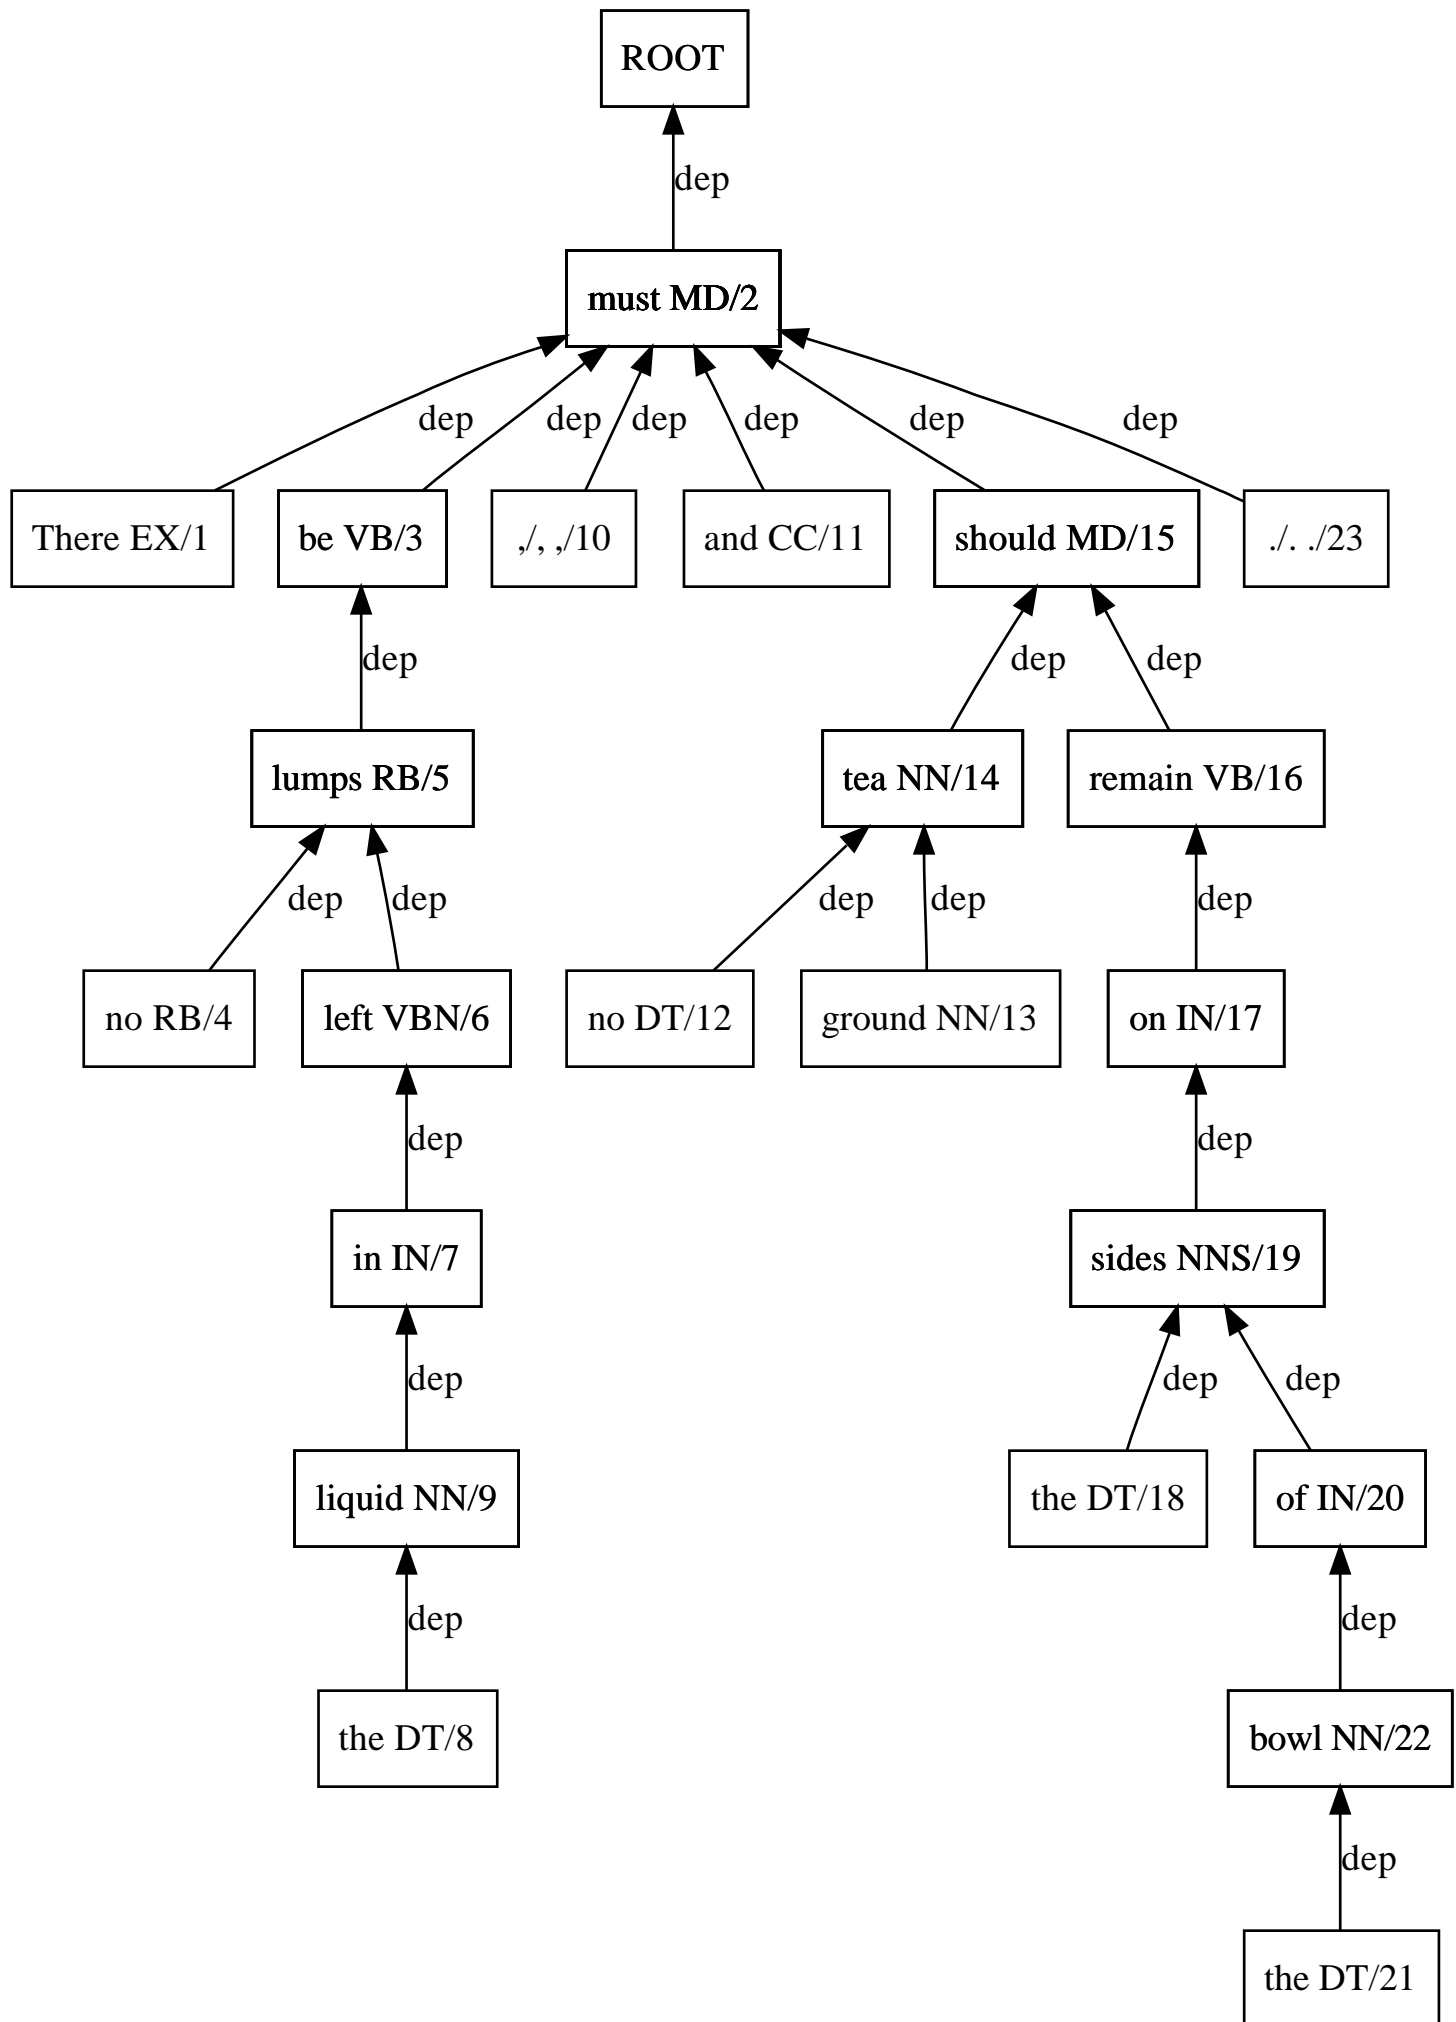 ROOT
dep
must MD/2
dep dep dep dep dep dep
There EX/1 be VB/3 ,/, ,/10 and CC/11 should MD/15 ./. ./23
dep dep dep
lumps RB/5 tea NN/14 remain VB/16
dep dep dep dep dep
no RB/4 left VBN/6 no DT/12 ground NN/13 on IN/17
dep dep
in IN/7 sides NNS/19
dep dep dep
liquid NN/9 the DT/18 of IN/20
dep dep
the DT/8 bowl NN/22
dep
the DT/21